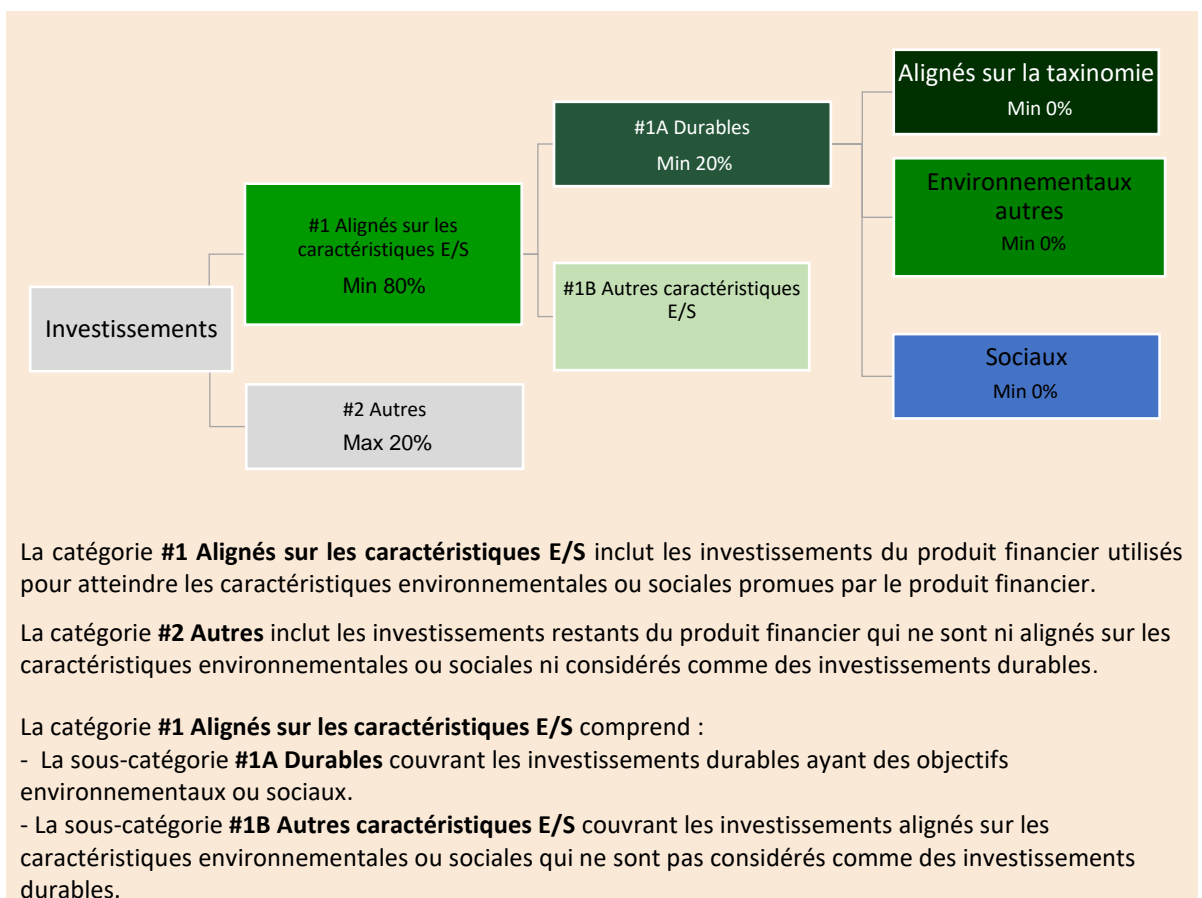 Alignés sur la taxinomie
Min 0%
#1A Durables
Min 20%
Environnementaux
autres
Min 0%
#1 Alignés sur les
caractéristiques E/S
Min 80%
#1B Autres caractéristiques
E/S
Investissements
Sociaux
Min 0%
#2 Autres
Max 20%
La catégorie #1 Alignés sur les caractéristiques E/S inclut les investissements du produit financier utilisés
pour atteindre les caractéristiques environnementales ou sociales promues par le produit financier.
La catégorie #2 Autres inclut les investissements restants du produit financier qui ne sont ni alignés sur les
caractéristiques environnementales ou sociales ni considérés comme des investissements durables.
La catégorie #1 Alignés sur les caractéristiques E/S comprend :
- La sous-catégorie #1A Durables couvrant les investissements durables ayant des objectifs
environnementaux ou sociaux.
- La sous-catégorie #1B Autres caractéristiques E/S couvrant les investissements alignés sur les
caractéristiques environnementales ou sociales qui ne sont pas considérés comme des investissements
durables.